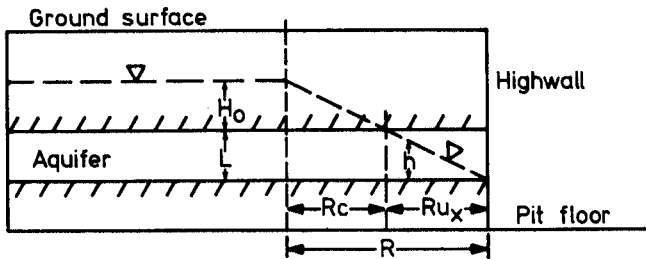 Ground surface
Highwall
H₀
Aquifer
L
h
Rc
Ruₓ
Pit floor
R